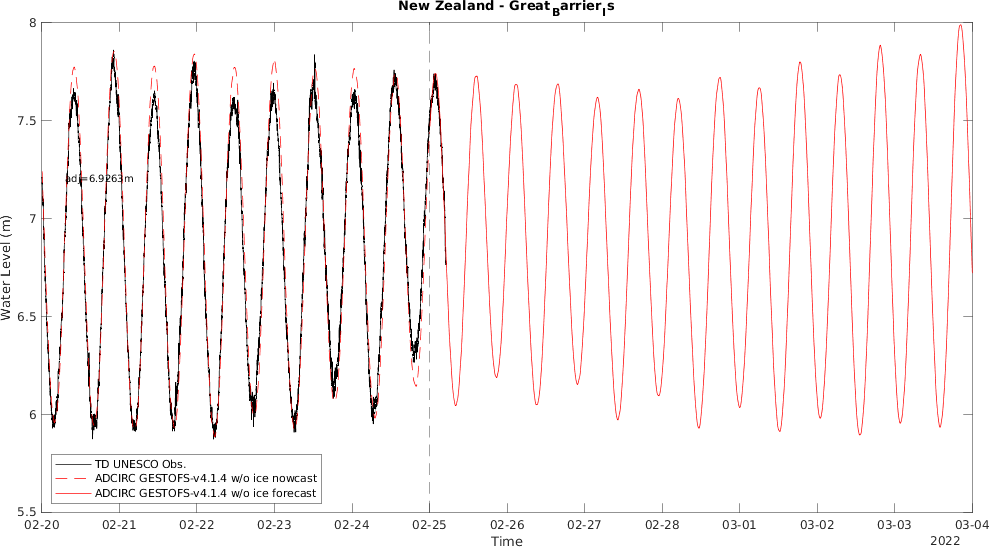 New Zealand - Great_Barrier_Is
8
7.5
adj=6.9263m
7
Water Level (m)
6.5
6
TD UNESCO Obs.
ADCIRC GESTOFS-v4.1.4 w/o ice nowcast
ADCIRC GESTOFS-v4.1.4 w/o ice forecast
5.5
02-20 02-21 02-22 02-23 02-24 02-25 02-26 02-27 02-28 03-01 03-02 03-03 03-04
Time
2022